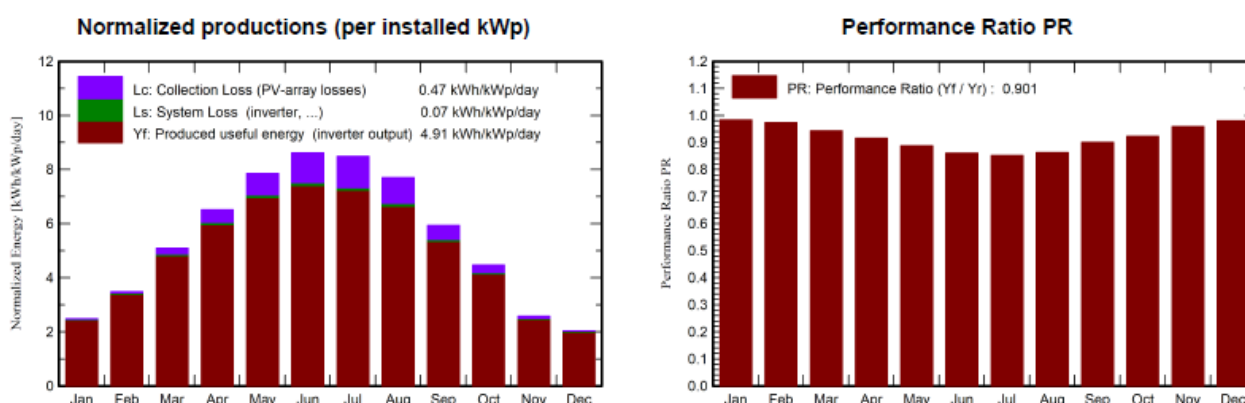 Normalized productions (per installed kWp)
12
10
8
6
4
2
0
Normalized Energy [kWh/kWp/day]
Lc: Collection Loss (PV-array losses) 0.47 kWh/kWp/day
Ls: System Loss (inverter, ...) 0.07 kWh/kWp/day
Yf: Produced useful energy (inverter output) 4.91 kWh/kWp/day
Jan Feb Mar Apr May Jun Jul Aug Sep Oct Nov Dec
Performance Ratio PR
1.2
1.1
1.0
0.9
0.8
0.7
0.6
0.5
0.4
0.3
0.2
0.1
0.0
Performance Ratio PR
PR: Performance Ratio (Yf / Yr) : 0.901
Jan Feb Mar Apr May Jun Jul Aug Sep Oct Nov Dec